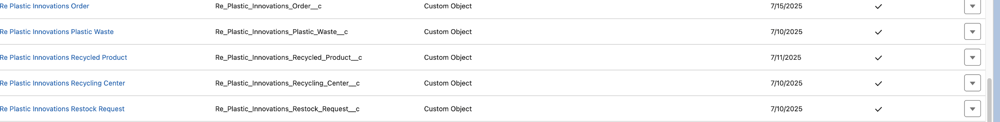 Re Plastic Innovations Order Re_Plastic_Innovations_Order__c Custom Object 7/15/2025
Re Plastic Innovations Plastic Waste Re_Plastic_Innovations_Plastic_Waste__c Custom Object 7/10/2025
Re Plastic Innovations Recycled Product Re_Plastic_Innovations_Recycled_Product__c Custom Object 7/11/2025
Re Plastic Innovations Recycling Center Re_Plastic_Innovations_Recycling_Center__c Custom Object 7/10/2025
Re Plastic Innovations Restock Request Re_Plastic_Innovations_Restock_Request__c Custom Object 7/10/2025